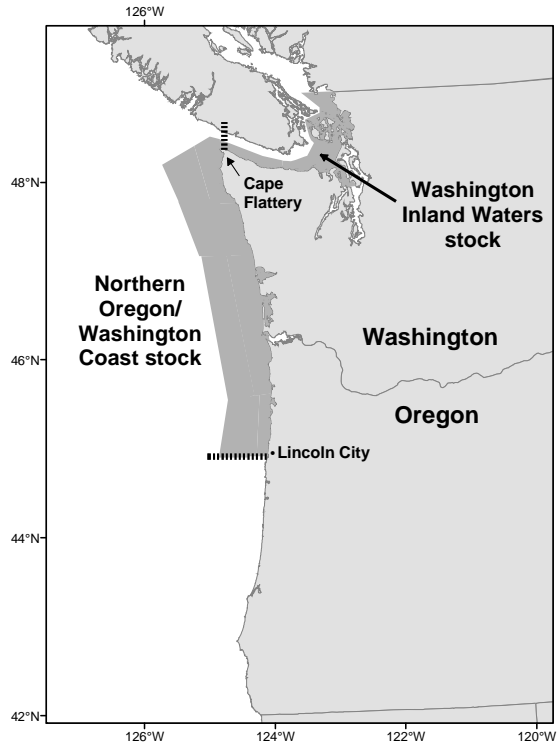 126°W
48°N
46°N
44°N
42°N
Cape
Flattery
Washington
Inland Waters
stock
Northern
Oregon/
Washington
Coast stock
Washington
Oregon
Lincoln City
126°W
124°W
122°W
120°W